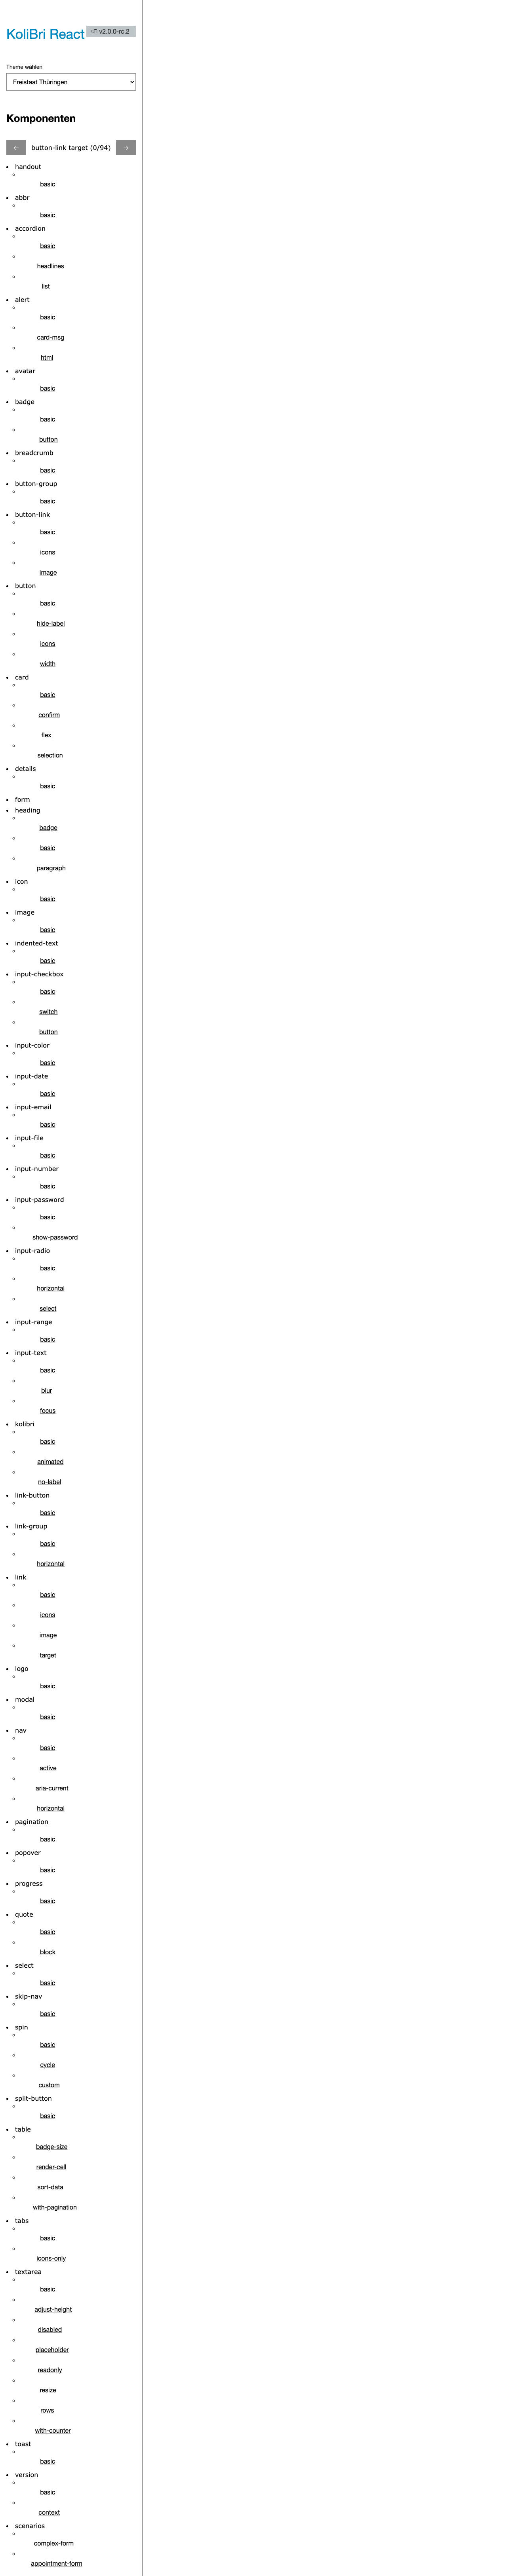 KoliBri React v2.0.0-rc.2
Theme wählen
Freistaat Thüringen
Komponenten
button-link target (0/94)
handout
basic
abbr
basic
accordion
basic
headlines
list
alert
basic
card-msg
html
avatar
basic
badge
basic
button
breadcrumb
basic
button-group
basic
button-link
basic
icons
image
button
basic
hide-label
icons
width
card
basic
confirm
flex
selection
details
basic
form
heading
badge
basic
paragraph
icon
basic
image
basic
indented-text
basic
input-checkbox
basic
switch
button
input-color
basic
input-date
basic
input-email
basic
input-file
basic
input-number
basic
input-password
basic
show-password
input-radio
basic
horizontal
select
input-range
basic
input-text
basic
blur
focus
kolibri
basic
animated
no-label
link-button
basic
link-group
basic
horizontal
link
basic
icons
image
target
logo
basic
modal
basic
nav
basic
active
aria-current
horizontal
pagination
basic
popover
basic
progress
basic
quote
basic
block
select
basic
skip-nav
basic
spin
basic
cycle
custom
split-button
basic
table
badge-size
render-cell
sort-data
with-pagination
tabs
basic
icons-only
textarea
basic
adjust-height
disabled
placeholder
readonly
resize
rows
with-counter
toast
basic
version
basic
context
scenarios
complex-form
appointment-form